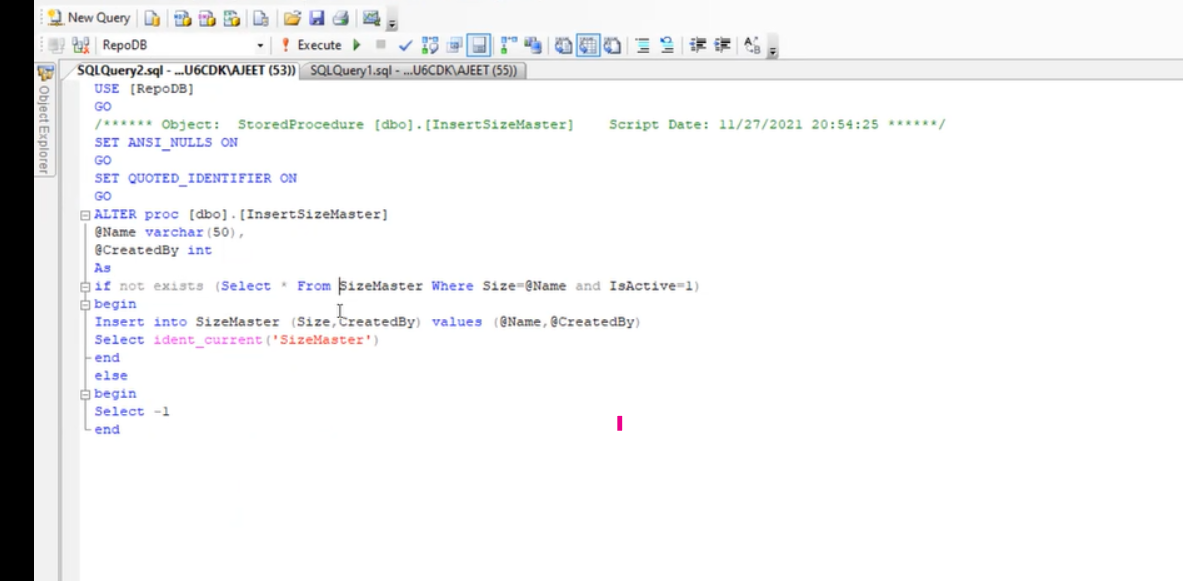 New Query
RepoDB
Execute
SQLQuery2.sql - ...U6CDK\AJEET (53))
SQLQuery1.sql - ...U6CDK\AJEET (55))
Object Explorer
USE [RepoDB]
GO
/****** Object:  StoredProcedure [dbo].[InsertSizeMaster]    Script Date: 11/27/2021 20:54:25 ******/
SET ANSI_NULLS ON
GO
SET QUOTED_IDENTIFIER ON
GO
ALTER proc [dbo].[InsertSizeMaster]
@Name varchar(50),
@CreatedBy int
As
if not exists (Select * From SizeMaster Where Size=@Name and IsActive=1)
begin
Insert into SizeMaster (Size,CreatedBy) values (@Name,@CreatedBy)
Select ident_current('SizeMaster')
end
else
begin
Select -1
end